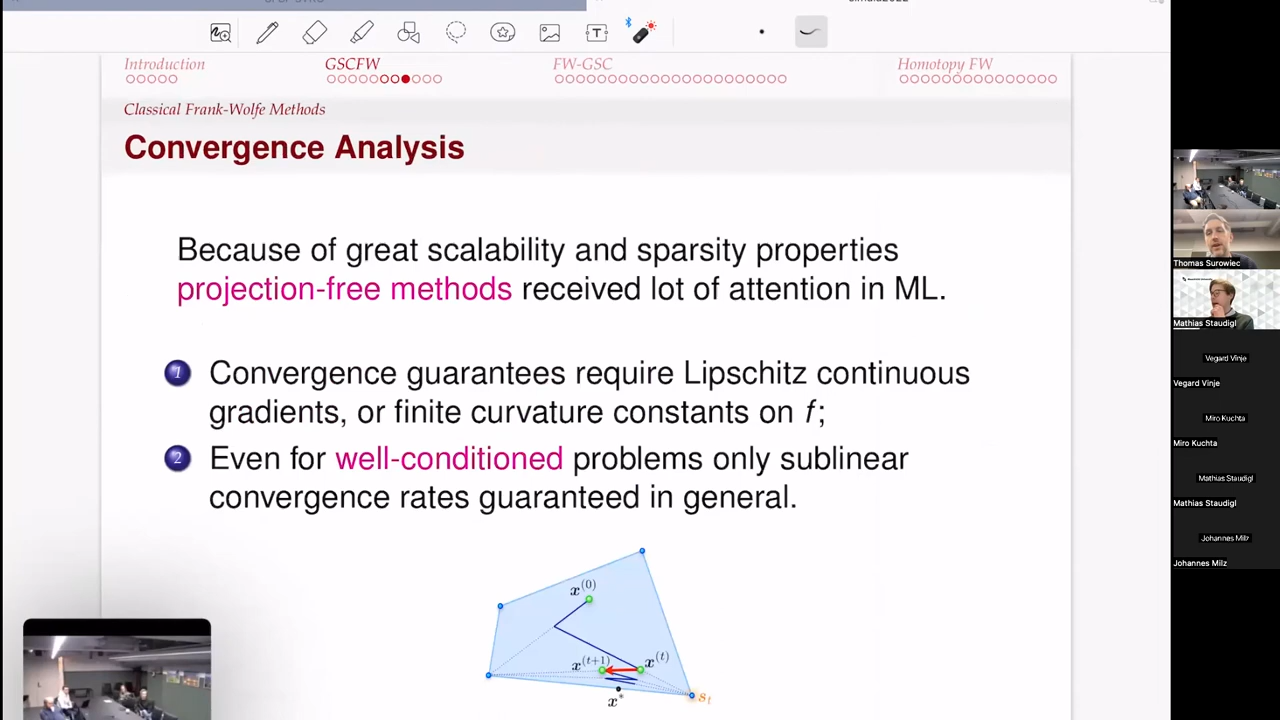 Introduction
GSCFW
FW-GSC
Homotopy FW
Classical Frank-Wolfe Methods
Convergence Analysis
Because of great scalability and sparsity properties
projection-free methods received lot of attention in ML.
1 Convergence guarantees require Lipschitz continuous
gradients, or finite curvature constants on f;
2 Even for well-conditioned problems only sublinear
convergence rates guaranteed in general.
x(0)
x(t+1)
x(t)
x*
st
Thomas Surowiec
Mathias Staudigl
Vegard Vinje
Vegard Vinje
Miro Kuchta
Miro Kuchta
Mathias Staudigl
Mathias Staudigl
Johannes Milz
Johannes Milz